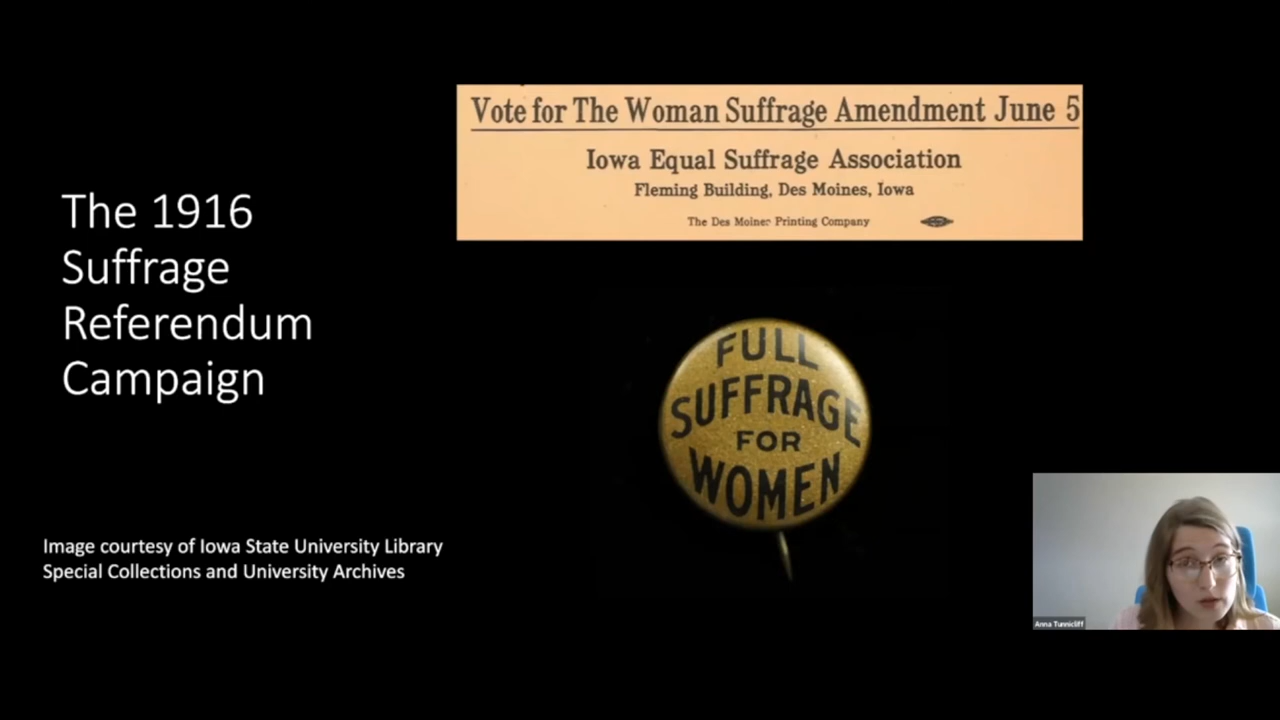 The 1916
Suffrage
Referendum
Campaign
Vote for The Woman Suffrage Amendment June 5
Iowa Equal Suffrage Association
Fleming Building, Des Moines, Iowa
The Des Moines Printing Company
FULL
SUFFRAGE
FOR
WOMEN
Image courtesy of Iowa State University Library
Special Collections and University Archives
Anna Tunnicliff